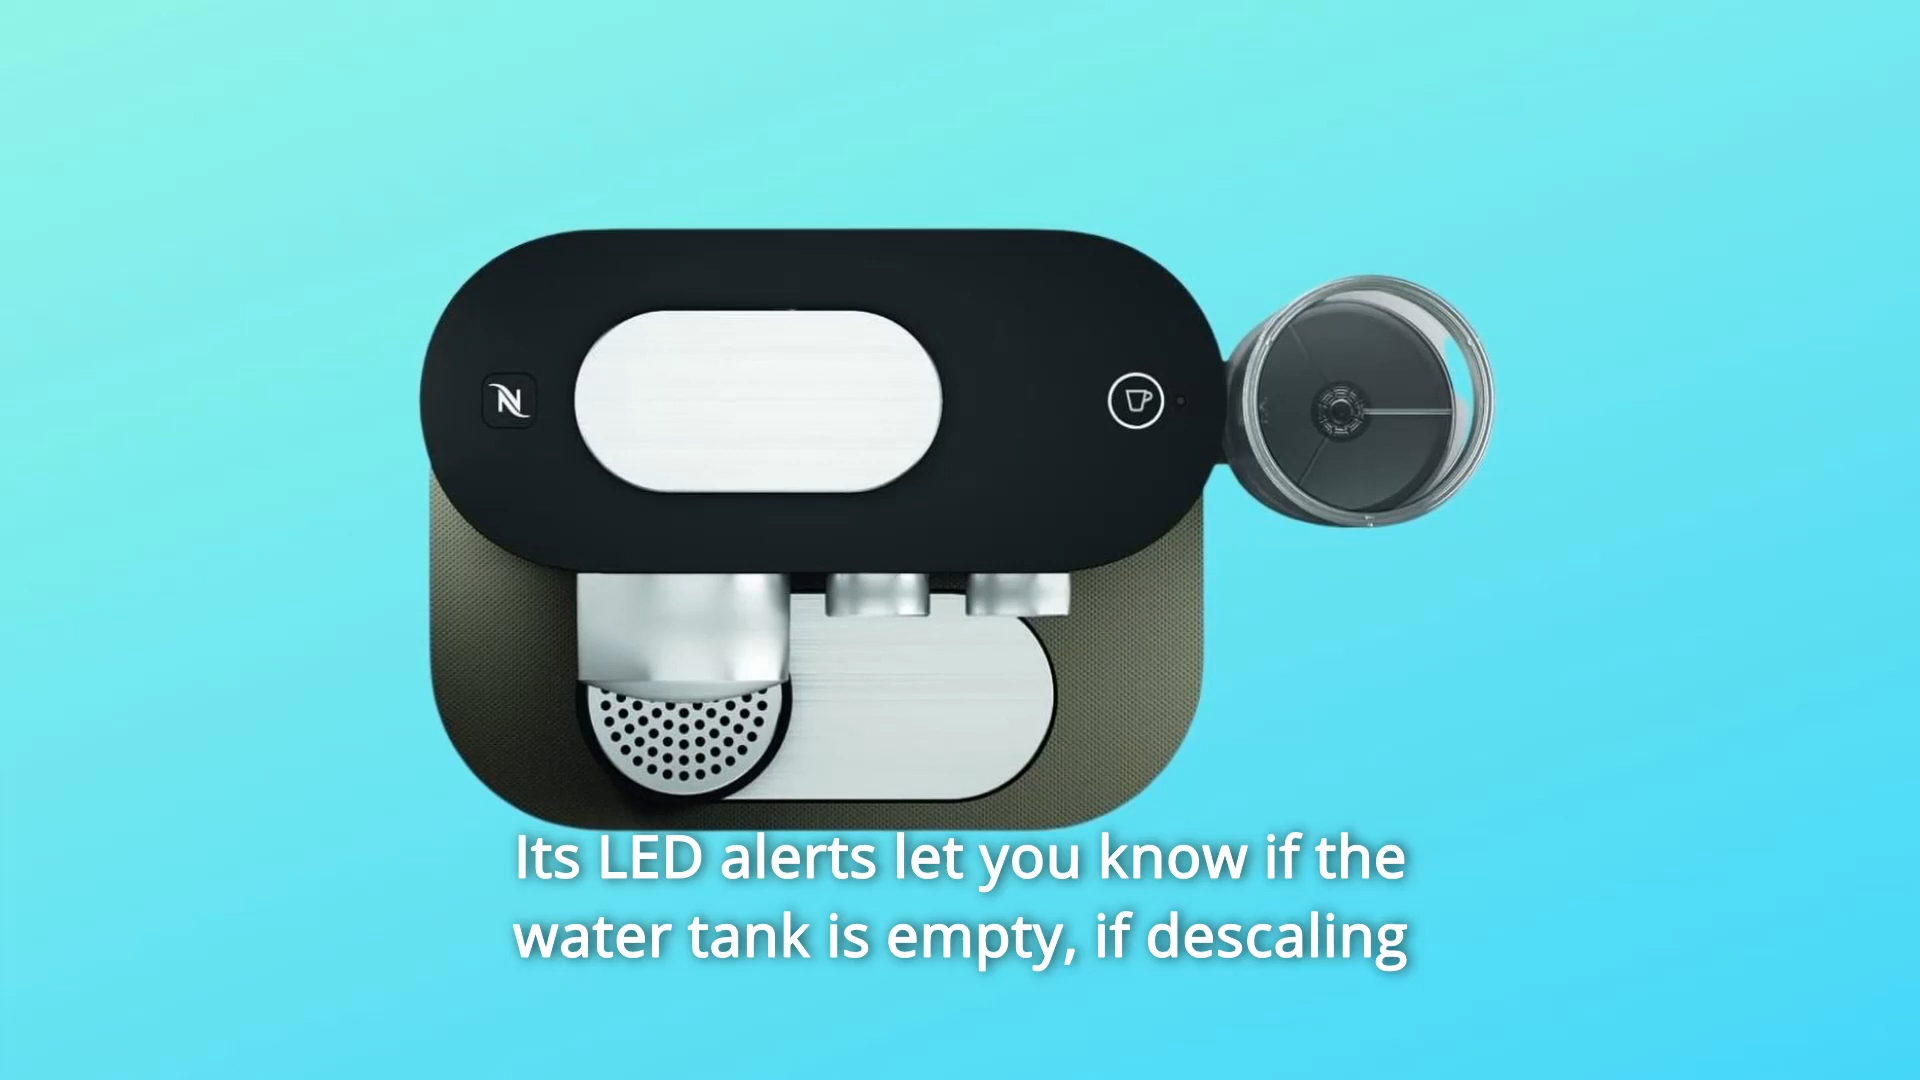 N
Its LED alerts let you know if the
water tank is empty, if descaling